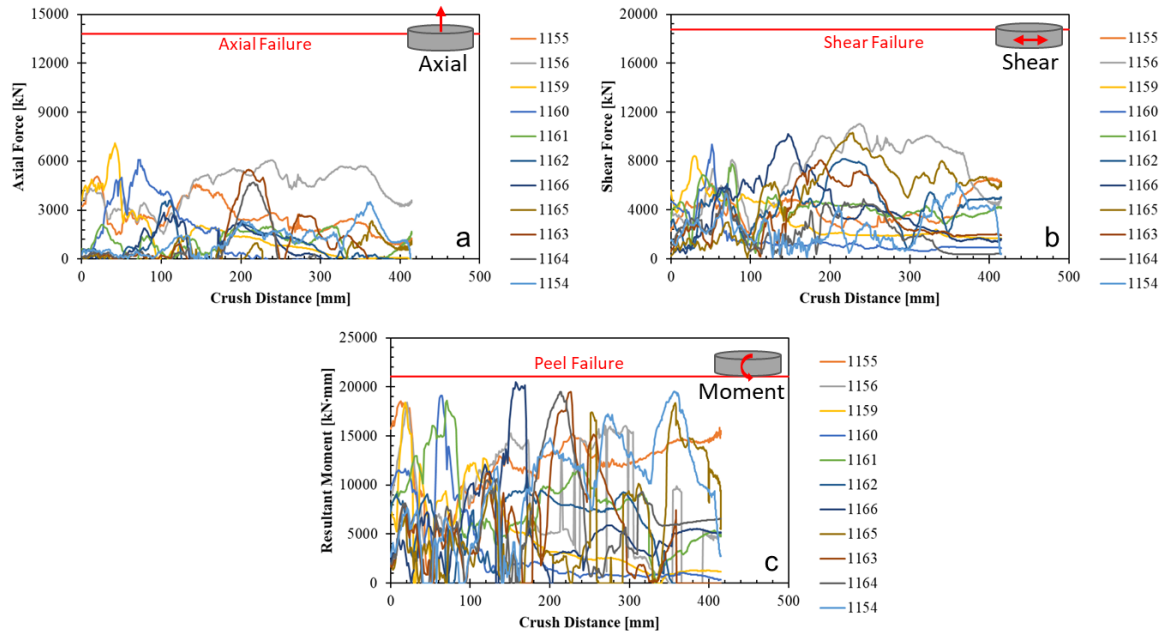 15000
12000
9000
6000
3000
0
Axial Force [kN]
Axial Failure
Axial
a
0 100 200 300 400 500
Crush Distance [mm]
1155
1156
1159
1160
1161
1162
1166
1165
1163
1164
1154
20000
16000
12000
8000
4000
0
Shear Force [kN]
Shear Failure
Shear
b
0 100 200 300 400 500
Crush Distance [mm]
1155
1156
1159
1160
1161
1162
1166
1165
1163
1164
1154
25000
20000
15000
10000
5000
0
Resultant Moment [kN·mm]
Peel Failure
Moment
c
0 100 200 300 400 500
Crush Distance [mm]
1155
1156
1159
1160
1161
1162
1166
1165
1163
1164
1154